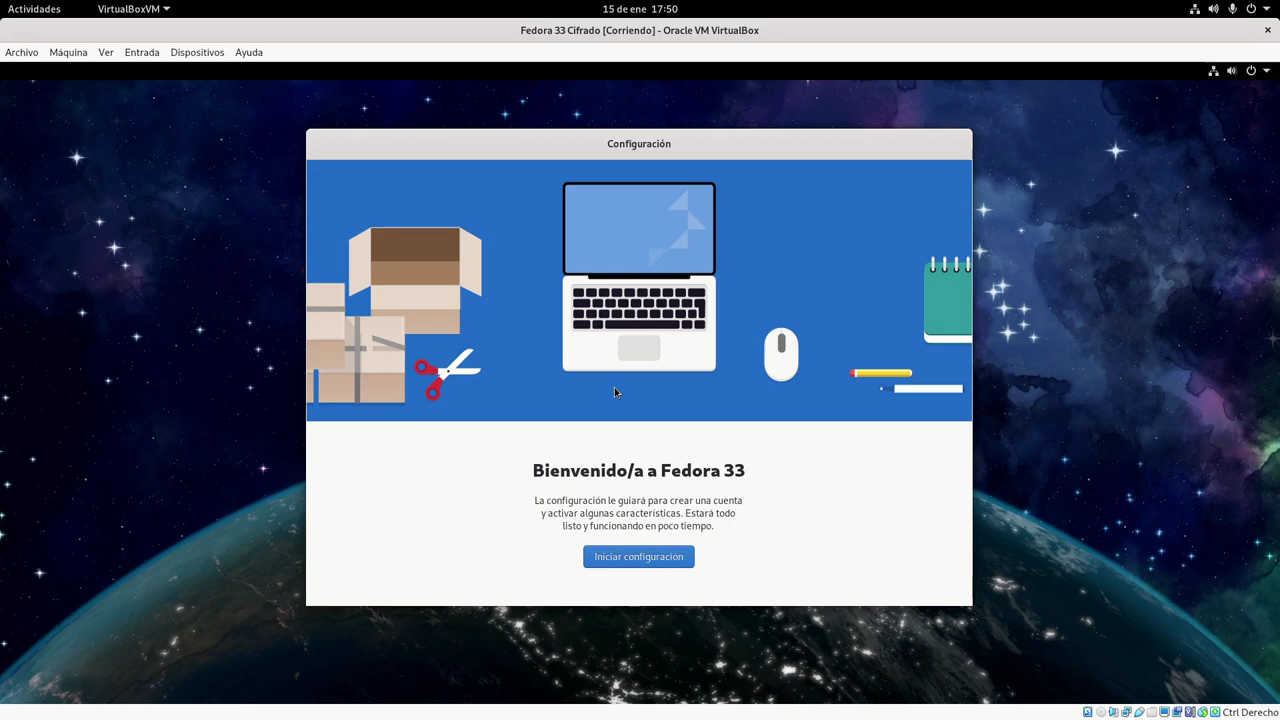 Actividades VirtualBoxVM 15 de ene 17:50
Fedora 33 Cifrado [Corriendo] - Oracle VM VirtualBox
Archivo Máquina Ver Entrada Dispositivos Ayuda
Configuración
Bienvenido/a a Fedora 33
La configuración le guiará para crear una cuenta
y activar algunas características. Estará todo
listo y funcionando en poco tiempo.
Iniciar configuración
Ctrl Derecho